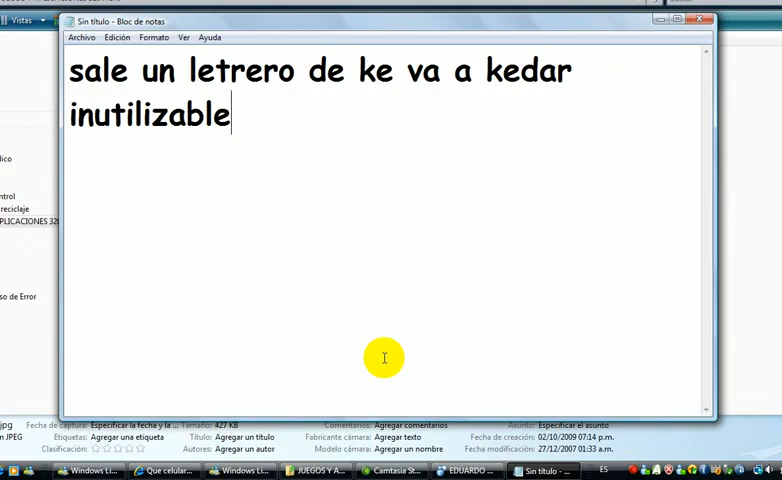 Vistas
Sin título - Bloc de notas
Archivo Edición Formato Ver Ayuda
sale un letrero de ke va a kedar
inutilizable
ico
ntrol
reciclaje
PLICACIONES 320
so de Error
jpg Fecha de captura: Especificar la fecha y la ... Tamaño: 427 KB Comentarios: Agregar comentarios Asunto: Especificar el asunto
n JPEG Etiquetas: Agregar una etiqueta Título: Agregar un título Fabricante cámara: Agregar texto Fecha de creación: 02/10/2009 07:14 p.m.
Clasificación: Autores: Agregar un autor Modelo cámara: Agregar un nombre Fecha de modificación: 27/12/2007 01:33 a.m.
Windows Li... Que celular... Windows Li... JUEGOS Y A... Camtasia St... EDUARDO ... Sin título - ... ES